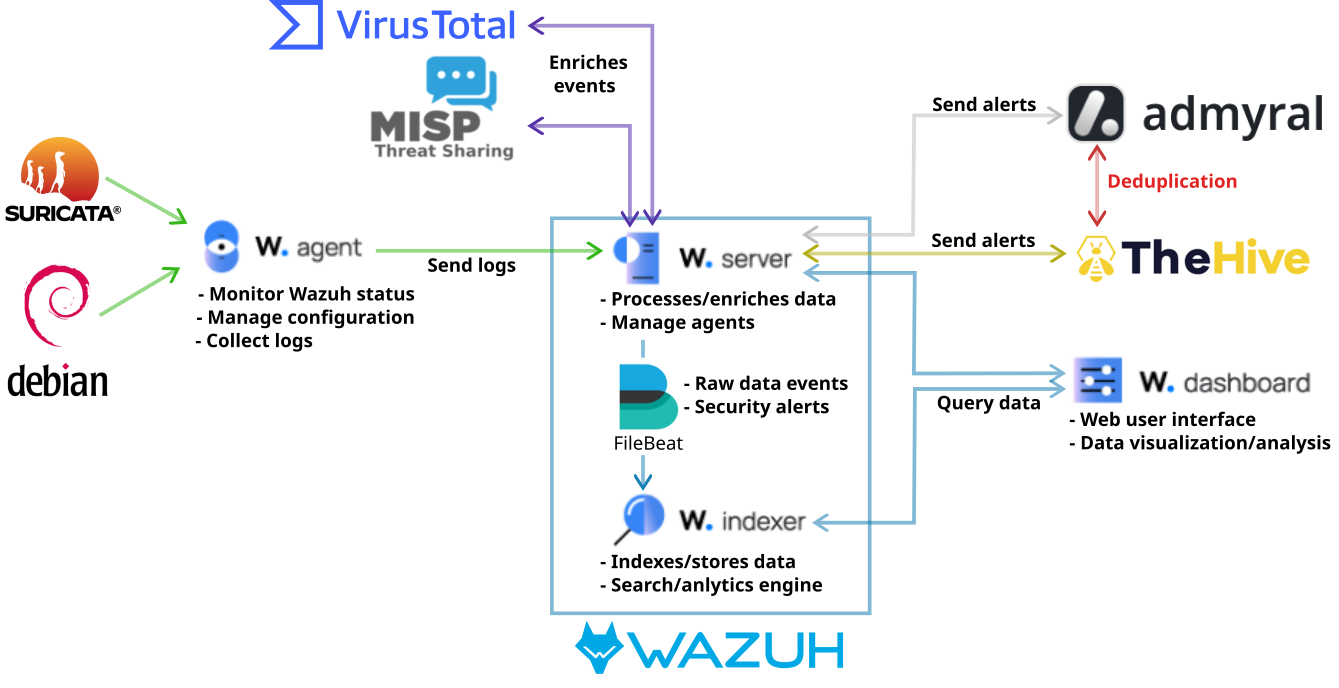 VirusTotal
Enriches
events
MISP
Threat Sharing
SURICATA®
debian
W. agent
- Monitor Wazuh status
- Manage configuration
- Collect logs
Send logs
W. server
- Processes/enriches data
- Manage agents
- Raw data events
- Security alerts
FileBeat
W. indexer
- Indexes/stores data
- Search/anlytics engine
WAZUH
Send alerts
admyral
Deduplication
Send alerts
TheHive
Query data
W. dashboard
- Web user interface
- Data visualization/analysis